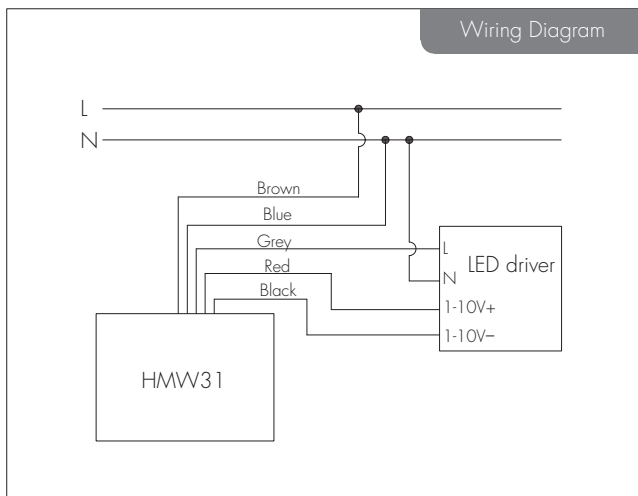 Wiring Diagram
L
N
Brown
Blue
Grey
Red
Black
L
LED driver
N
1-10V+
1-10V−
HMW31